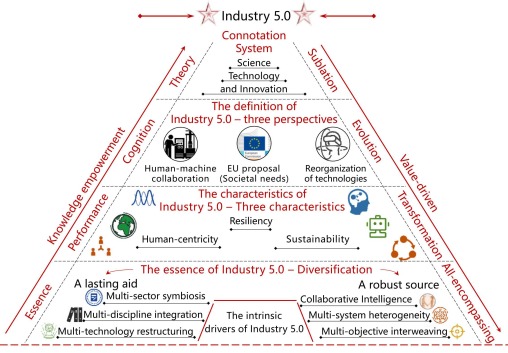 Industry 5.0
Connotation
System
Science
Technology
and Innovation
Theory
Sublation
The definition of
Industry 5.0 – three perspectives
Cognition
Evolution
Human-machine
collaboration
EU proposal
(Societal needs)
Reorganization
of technologies
Knowledge empowerment
Value-driven
The characteristics of
Industry 5.0 – Three characteristics
Performance
Transformation
Resiliency
Human-centricity
Sustainability
The essence of Industry 5.0 – Diversification
Essence
All-encompassing
A lasting aid
A robust source
Multi-sector symbiosis
Collaborative Intelligence
Multi-discipline integration
The intrinsic
drivers of Industry 5.0
Multi-system heterogeneity
Multi-technology restructuring
Multi-objective interweaving